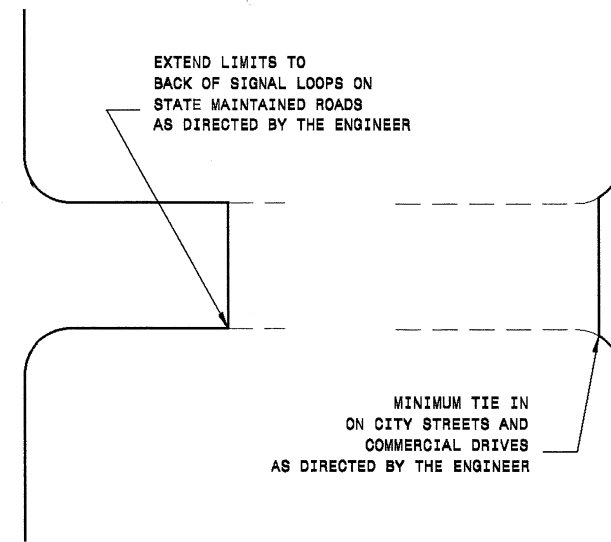 EXTEND LIMITS TO
BACK OF SIGNAL LOOPS ON
STATE MAINTAINED ROADS
AS DIRECTED BY THE ENGINEER
MINIMUM TIE IN
ON CITY STREETS AND
COMMERCIAL DRIVES
AS DIRECTED BY THE ENGINEER